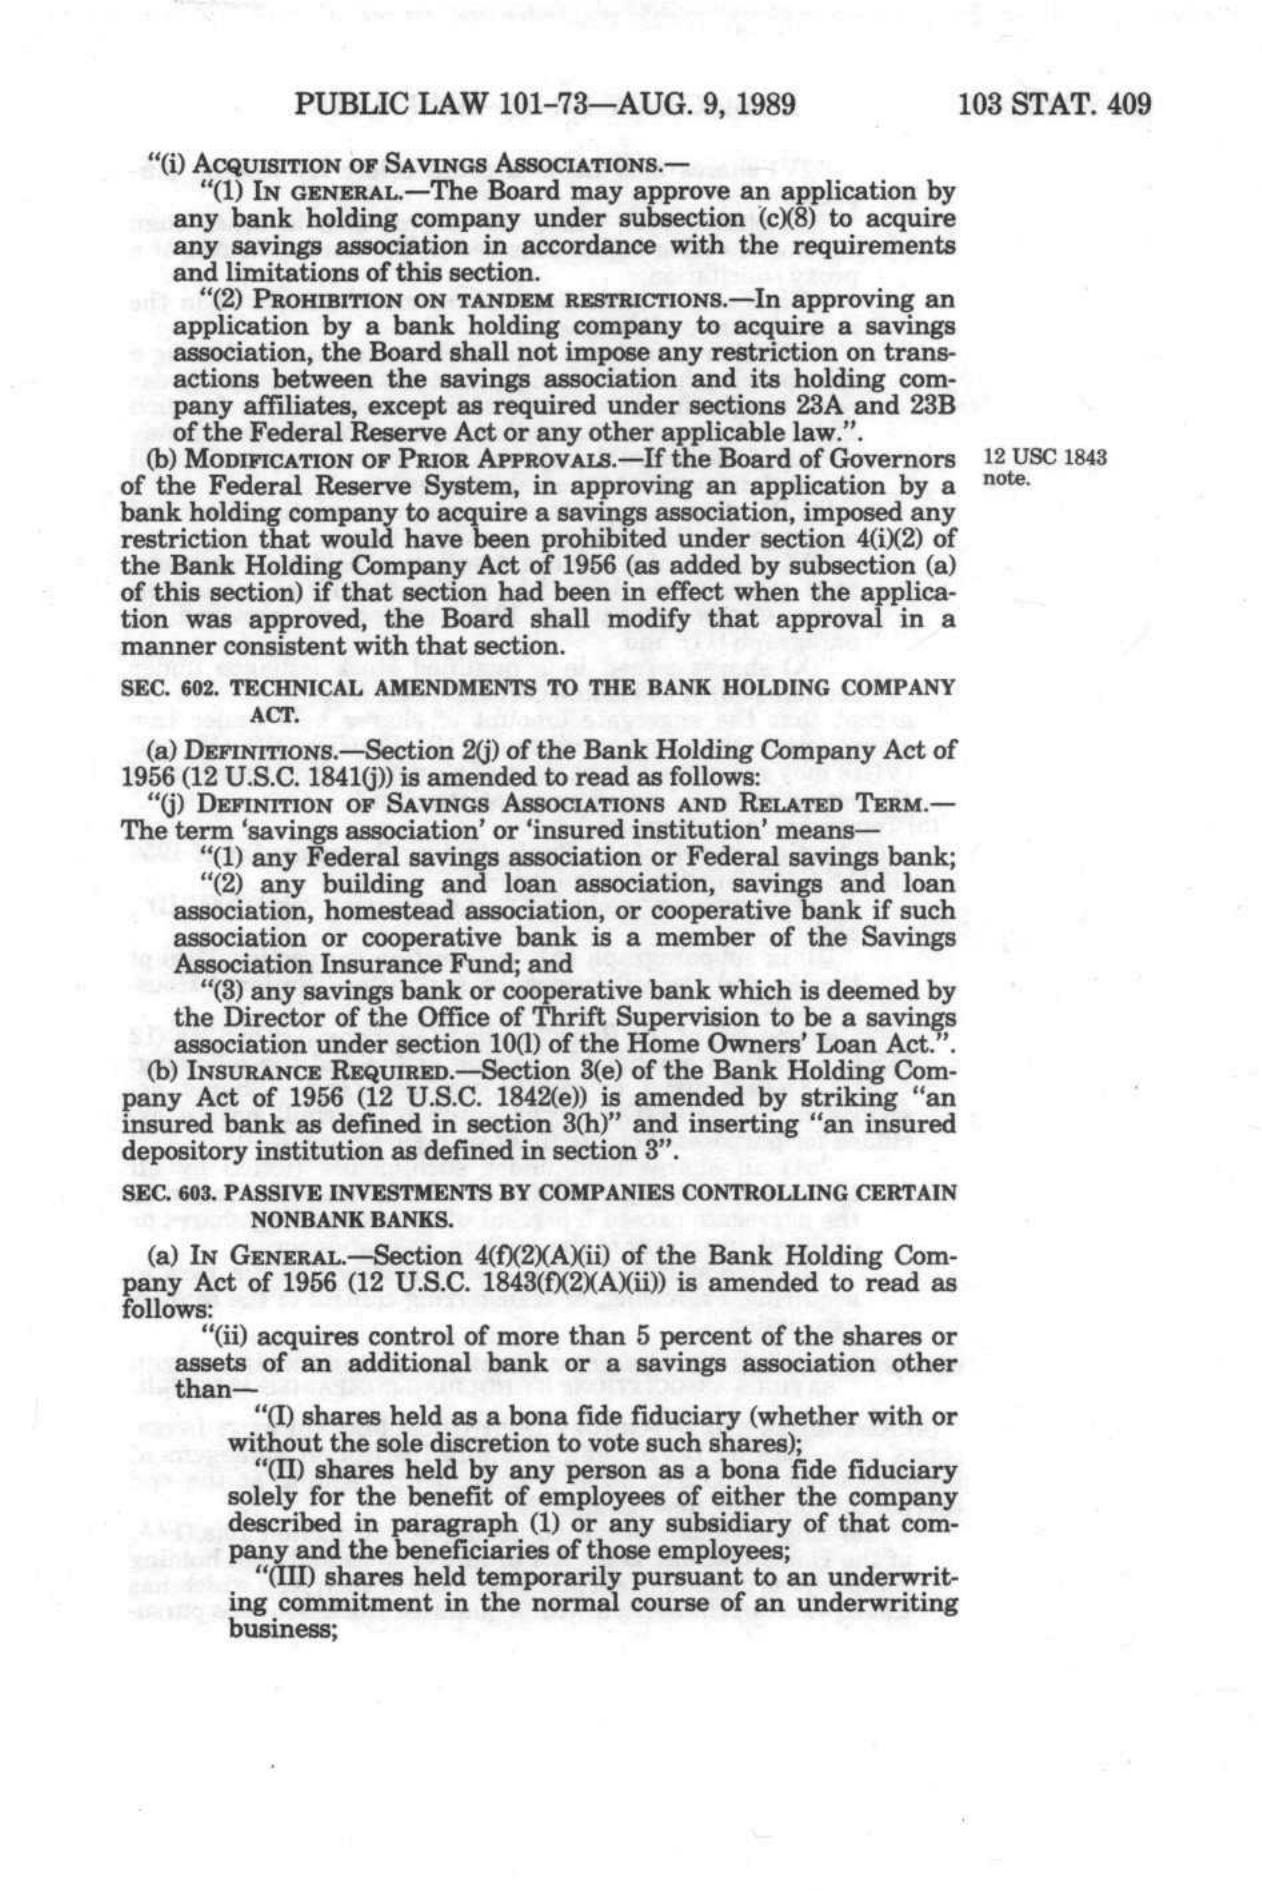 PUBLIC LAW 101-73—AUG. 9, 1989 103 STAT. 409
“(i) ACQUISITION OF SAVINGS ASSOCIATIONS.—
“(1) IN GENERAL.—The Board may approve an application by
any bank holding company under subsection (c)(8) to acquire
any savings association in accordance with the requirements
and limitations of this section.
“(2) PROHIBITION ON TANDEM RESTRICTIONS.—In approving an
application by a bank holding company to acquire a savings
association, the Board shall not impose any restriction on trans-
actions between the savings association and its holding com-
pany affiliates, except as required under sections 23A and 23B
of the Federal Reserve Act or any other applicable law.”.
(b) MODIFICATION OF PRIOR APPROVALS.—If the Board of Governors
of the Federal Reserve System, in approving an application by a
bank holding company to acquire a savings association, imposed any
restriction that would have been prohibited under section 4(i)(2) of
the Bank Holding Company Act of 1956 (as added by subsection (a)
of this section) if that section had been in effect when the applica-
tion was approved, the Board shall modify that approval in a
manner consistent with that section.
12 USC 1843
note.
SEC. 602. TECHNICAL AMENDMENTS TO THE BANK HOLDING COMPANY
ACT.
(a) DEFINITIONS.—Section 2(j) of the Bank Holding Company Act of
1956 (12 U.S.C. 1841(j)) is amended to read as follows:
“(j) DEFINITION OF SAVINGS ASSOCIATIONS AND RELATED TERM.—
The term ‘savings association’ or ‘insured institution’ means—
“(1) any Federal savings association or Federal savings bank;
“(2) any building and loan association, savings and loan
association, homestead association, or cooperative bank if such
association or cooperative bank is a member of the Savings
Association Insurance Fund; and
“(3) any savings bank or cooperative bank which is deemed by
the Director of the Office of Thrift Supervision to be a savings
association under section 10(l) of the Home Owners’ Loan Act.”.
(b) INSURANCE REQUIRED.—Section 3(e) of the Bank Holding Com-
pany Act of 1956 (12 U.S.C. 1842(e)) is amended by striking “an
insured bank as defined in section 3(h)” and inserting “an insured
depository institution as defined in section 3”.
SEC. 603. PASSIVE INVESTMENTS BY COMPANIES CONTROLLING CERTAIN
NONBANK BANKS.
(a) IN GENERAL.—Section 4(f)(2)(A)(ii) of the Bank Holding Com-
pany Act of 1956 (12 U.S.C. 1843(f)(2)(A)(ii)) is amended to read as
follows:
“(ii) acquires control of more than 5 percent of the shares or
assets of an additional bank or a savings association other
than—
“(I) shares held as a bona fide fiduciary (whether with or
without the sole discretion to vote such shares);
“(II) shares held by any person as a bona fide fiduciary
solely for the benefit of employees of either the company
described in paragraph (1) or any subsidiary of that com-
pany and the beneficiaries of those employees;
“(III) shares held temporarily pursuant to an underwrit-
ing commitment in the normal course of an underwriting
business;